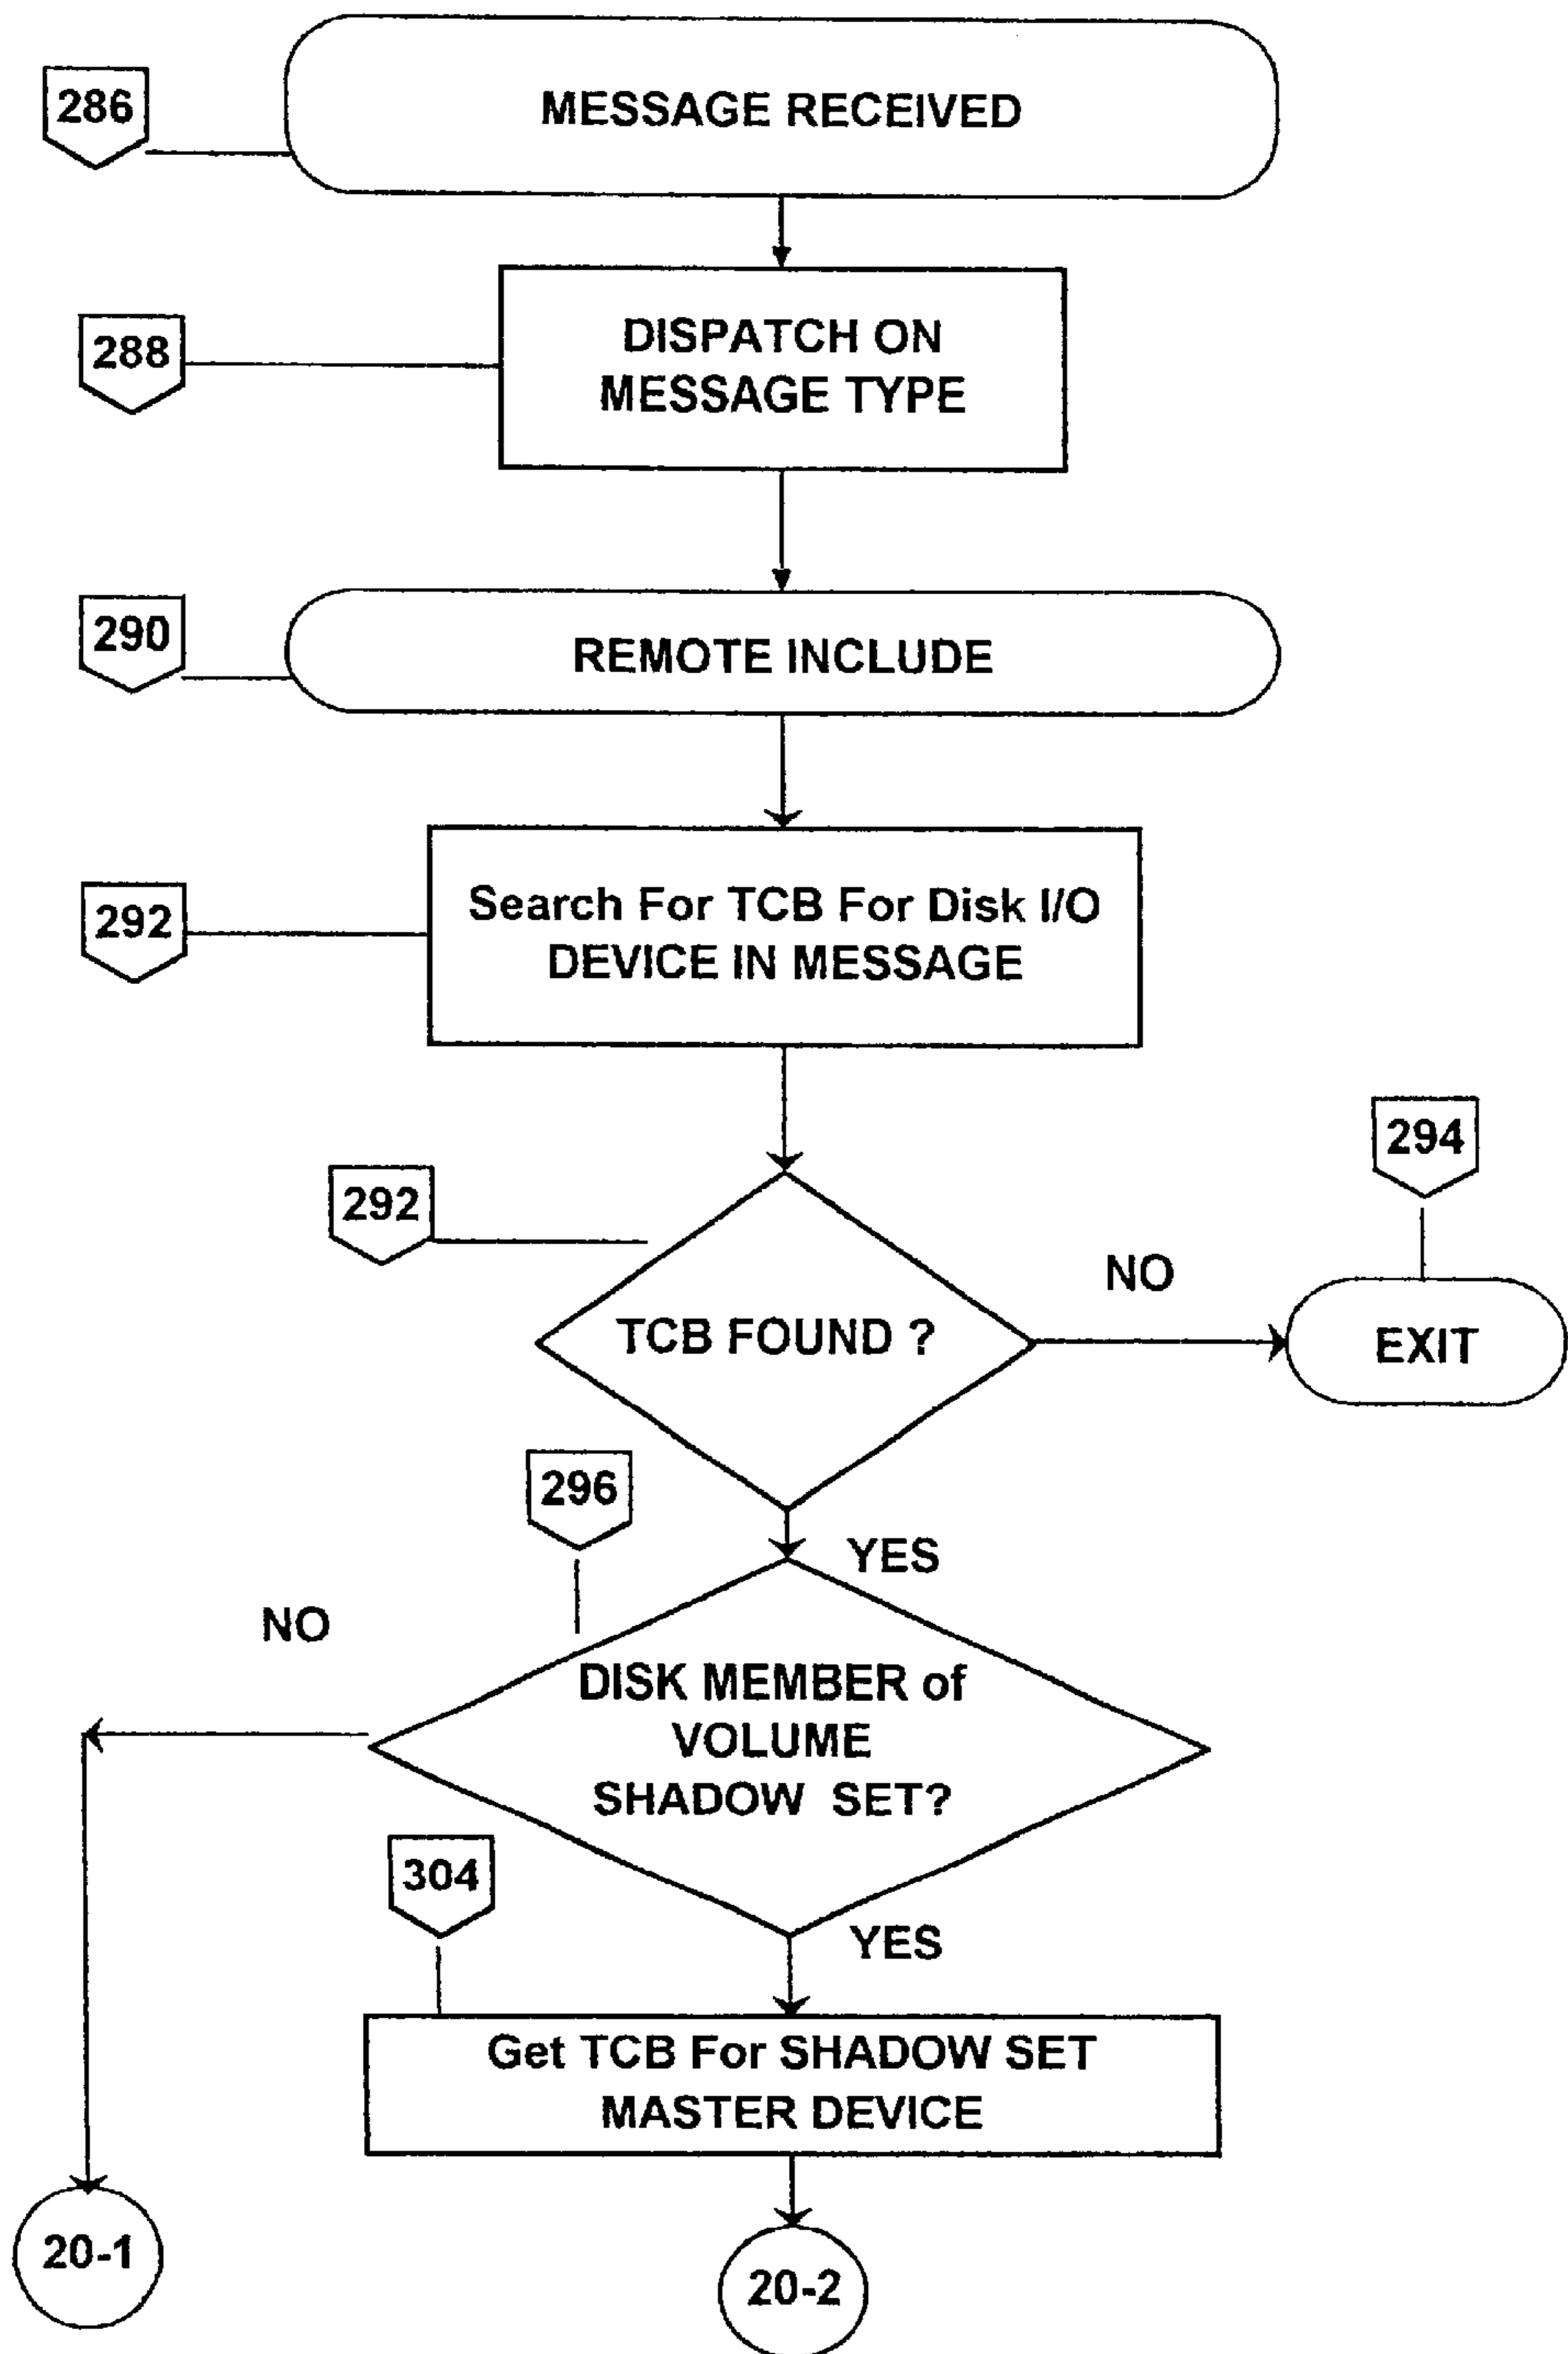 286
MESSAGE RECEIVED
288
DISPATCH ON
MESSAGE TYPE
290
REMOTE INCLUDE
292
Search For TCB For Disk I/O
DEVICE IN MESSAGE
294
292
NO
TCB FOUND ?
EXIT
296
YES
NO
DISK MEMBER of
VOLUME
SHADOW SET?
304
YES
Get TCB For SHADOW SET
MASTER DEVICE
20-1
20-2